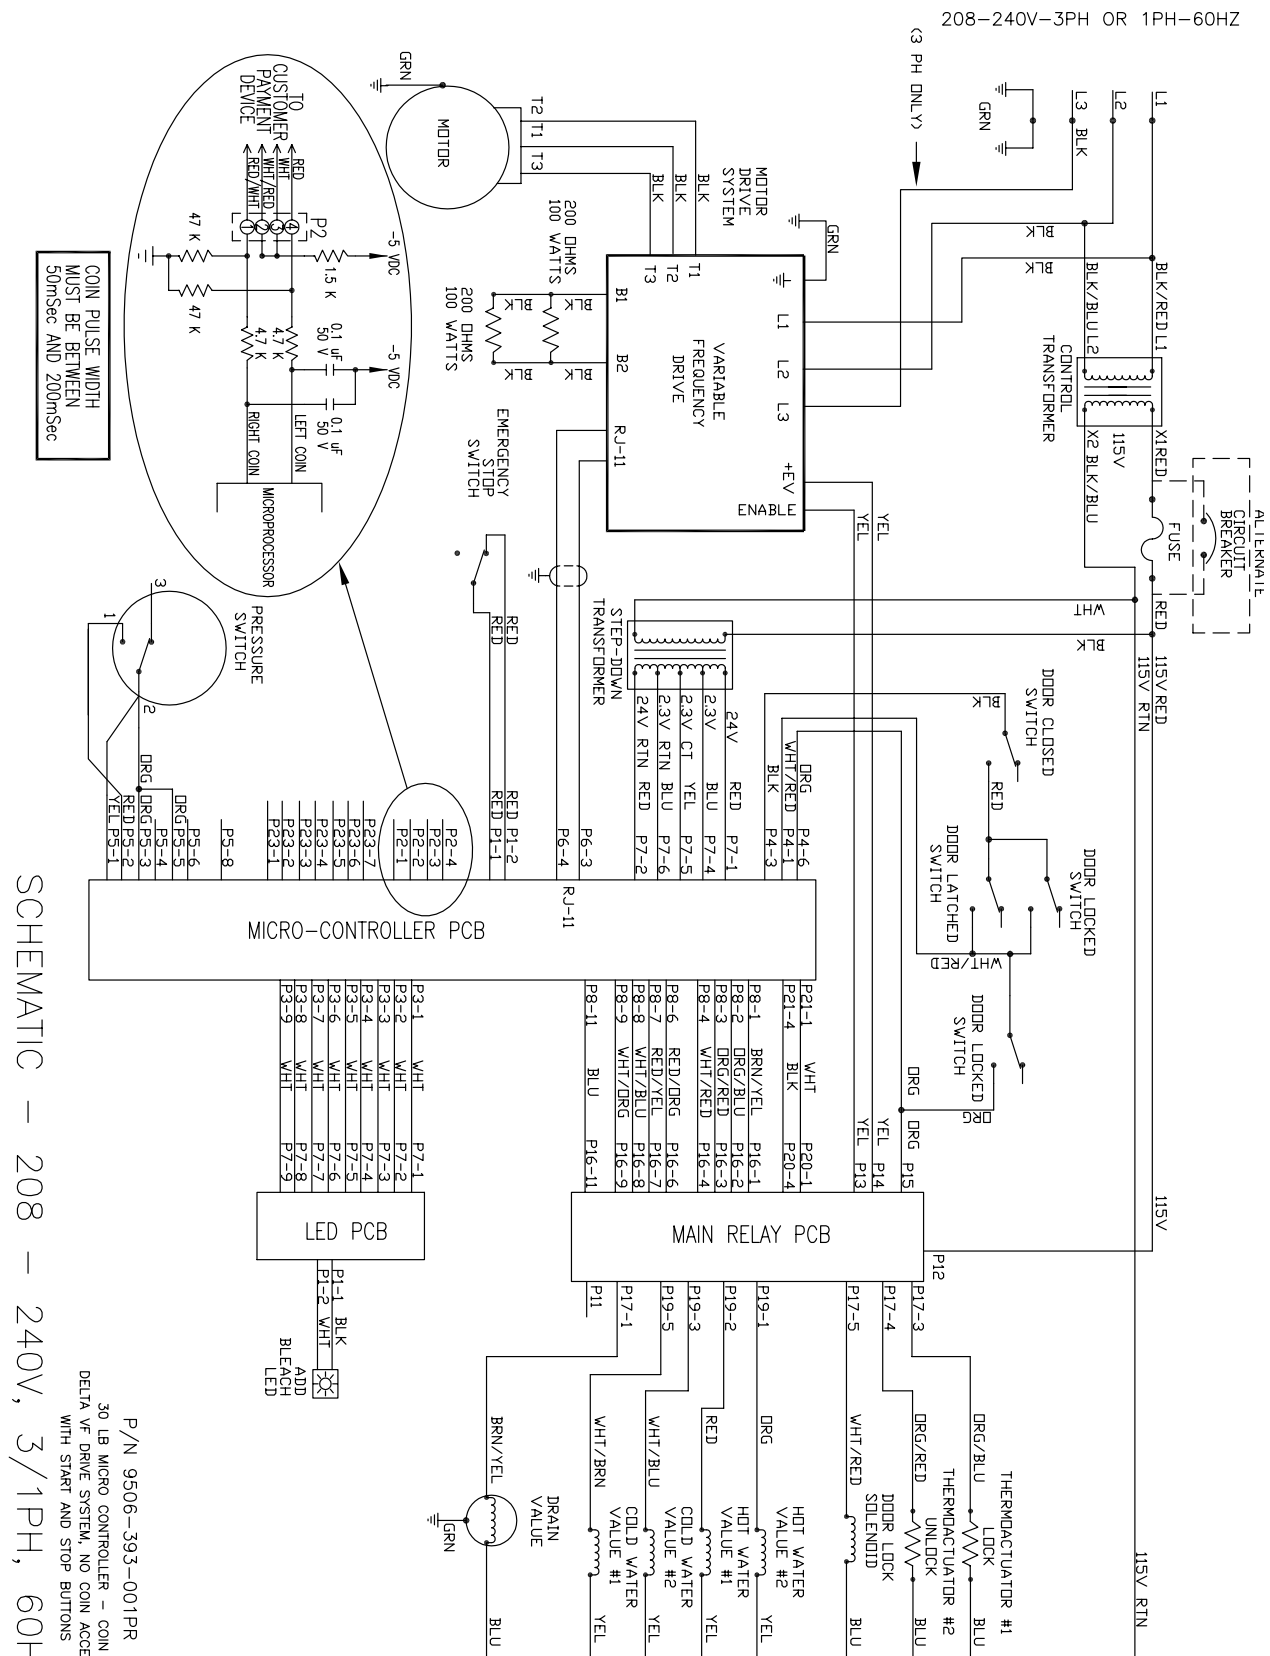 208-240V-3PH OR 1PH-60HZ
(3 PH ONLY)
L1
L2
L3
BLK
GRN
GRN
TO
CUSTOMER
PAYMENT
DEVICE
RED
WHT
WHT/RED
RED/WHT
P2
1
2
3
4
47 K
47 K
1.5 K
-5 VDC
-5 VDC
4.7 K
4.7 K
0.1 uF
50 V
0.1 uF
50 V
LEFT COIN
RIGHT COIN
MICROPROCESSOR
COIN PULSE WIDTH
MUST BE BETWEEN
50mSec AND 200mSec
MOTOR
T2
T1
T3
BLK
BLK
BLK
MOTOR
DRIVE
SYSTEM
GRN
200 OHMS
100 WATTS
200 OHMS
100 WATTS
BLK
BLK
BLK
BLK
T1
T2
T3
B1
B2
RJ-11
L1
L2
L3
+EV
ENABLE
VARIABLE
FREQUENCY
DRIVE
BLK
BLK
BLK/RED L1
BLK/BLU L2
CONTROL
TRANSFORMER
115V
X1 RED
X2 BLK/BLU
FUSE
ALTERNATE
CIRCUIT
BREAKER
RED
YEL
YEL
WHT
BLK
115V RED
115V RTN
EMERGENCY
STOP
SWITCH
RED
RED
STEP-DOWN
TRANSFORMER
24V
2.3V
2.3V CT
2.3V RTN
24V RTN
RED
BLU
YEL
BLU
RED
PRESSURE
SWITCH
1
2
3
ORG
YEL P5-1
RED P5-2
ORG P5-3
P5-4
ORG P5-5
P5-6
P5-8
P23-1
P23-2
P23-3
P23-4
P23-5
P23-6
P23-7
P2-1
P2-2
P2-3
P2-4
RED P1-1
RED P1-2
P6-4
P6-3
P7-2
P7-6
P7-5
P7-4
P7-1
BLK P4-3
WHT/RED P4-1
ORG P4-6
BLK
DOOR CLOSED
SWITCH
RED
DOOR LATCHED
SWITCH
DOOR LOCKED
SWITCH
WHT/RED
DOOR LOCKED
SWITCH
ORG
ORG
RJ-11
MICRO-CONTROLLER PCB
P3-9 WHT P7-9
P3-8 WHT P7-8
P3-7 WHT P7-7
P3-6 WHT P7-6
P3-5 WHT P7-5
P3-4 WHT P7-4
P3-3 WHT P7-3
P3-2 WHT P7-2
P3-1 WHT P7-1
P8-11 BLU P16-11
P8-9 WHT/ORG P16-9
P8-8 WHT/BLU P16-8
P8-7 RED/YEL P16-7
P8-6 RED/ORG P16-6
P8-4 WHT/RED P16-4
P8-3 ORG/RED P16-3
P8-2 ORG/BLU P16-2
P8-1 BRN/YEL P16-1
P21-4 BLK P20-4
P21-1 WHT P20-1
YEL P13
YEL P14
ORG P15
115V
P12
LED PCB
MAIN RELAY PCB
P1-1 BLK
P1-2 WHT
ADD
BLEACH
LED
P11
P17-1
P19-5
P19-3
P19-2
P19-1
P17-5
P17-4
P17-3
BRN/YEL
DRAIN
VALUE
GRN
BLU
WHT/BRN
COLD WATER
VALUE #1
YEL
WHT/BLU
COLD WATER
VALUE #2
YEL
RED
HOT WATER
VALUE #1
YEL
ORG
HOT WATER
VALUE #2
YEL
WHT/RED
DOOR LOCK
SOLENOID
BLU
ORG/RED
THERMOACTUATOR #2
UNLOCK
BLU
ORG/BLU
THERMOACTUATOR #1
LOCK
BLU
115V RTN
SCHEMATIC - 208 - 240V, 3/1PH, 60H
P/N 9506-393-001PR
30 LB MICRO CONTROLLER - COIN
DELTA VF DRIVE SYSTEM, NO COIN ACCE
WITH START AND STOP BUTTONS